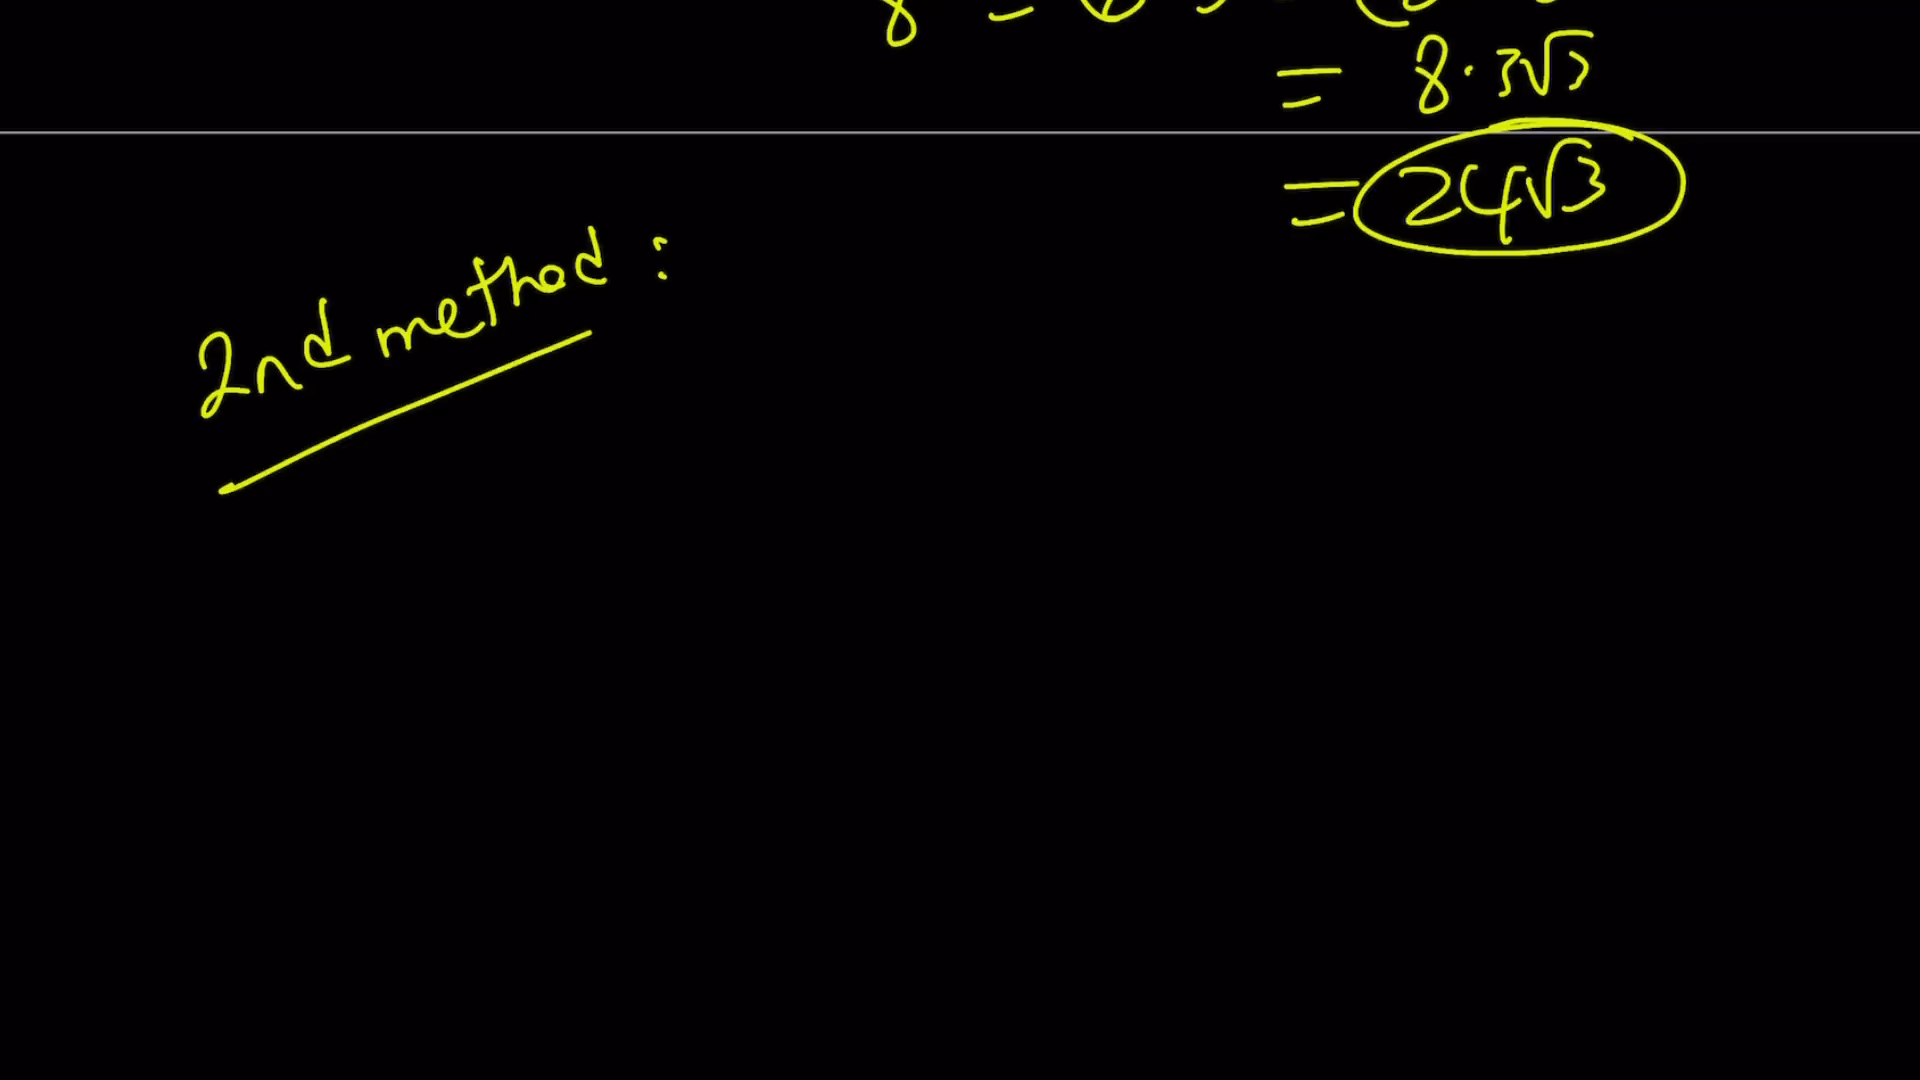 = 8·3√3
= 24√3
2nd method :